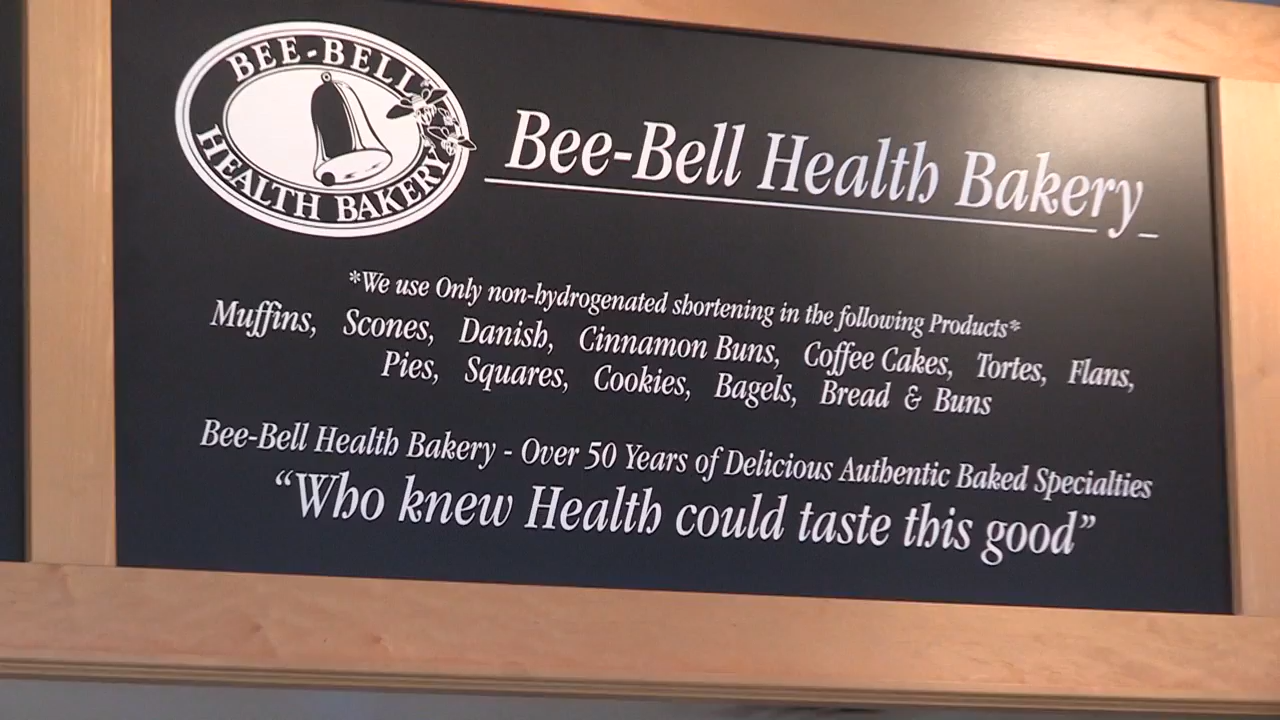 BEE-BELL
HEALTH BAKERY
Bee-Bell Health Bakery
*We use Only non-hydrogenated shortening in the following Products*
Muffins, Scones, Danish, Cinnamon Buns, Coffee Cakes, Tortes, Flans,
Pies, Squares, Cookies, Bagels, Bread & Buns
Bee-Bell Health Bakery - Over 50 Years of Delicious Authentic Baked Specialties
“Who knew Health could taste this good”